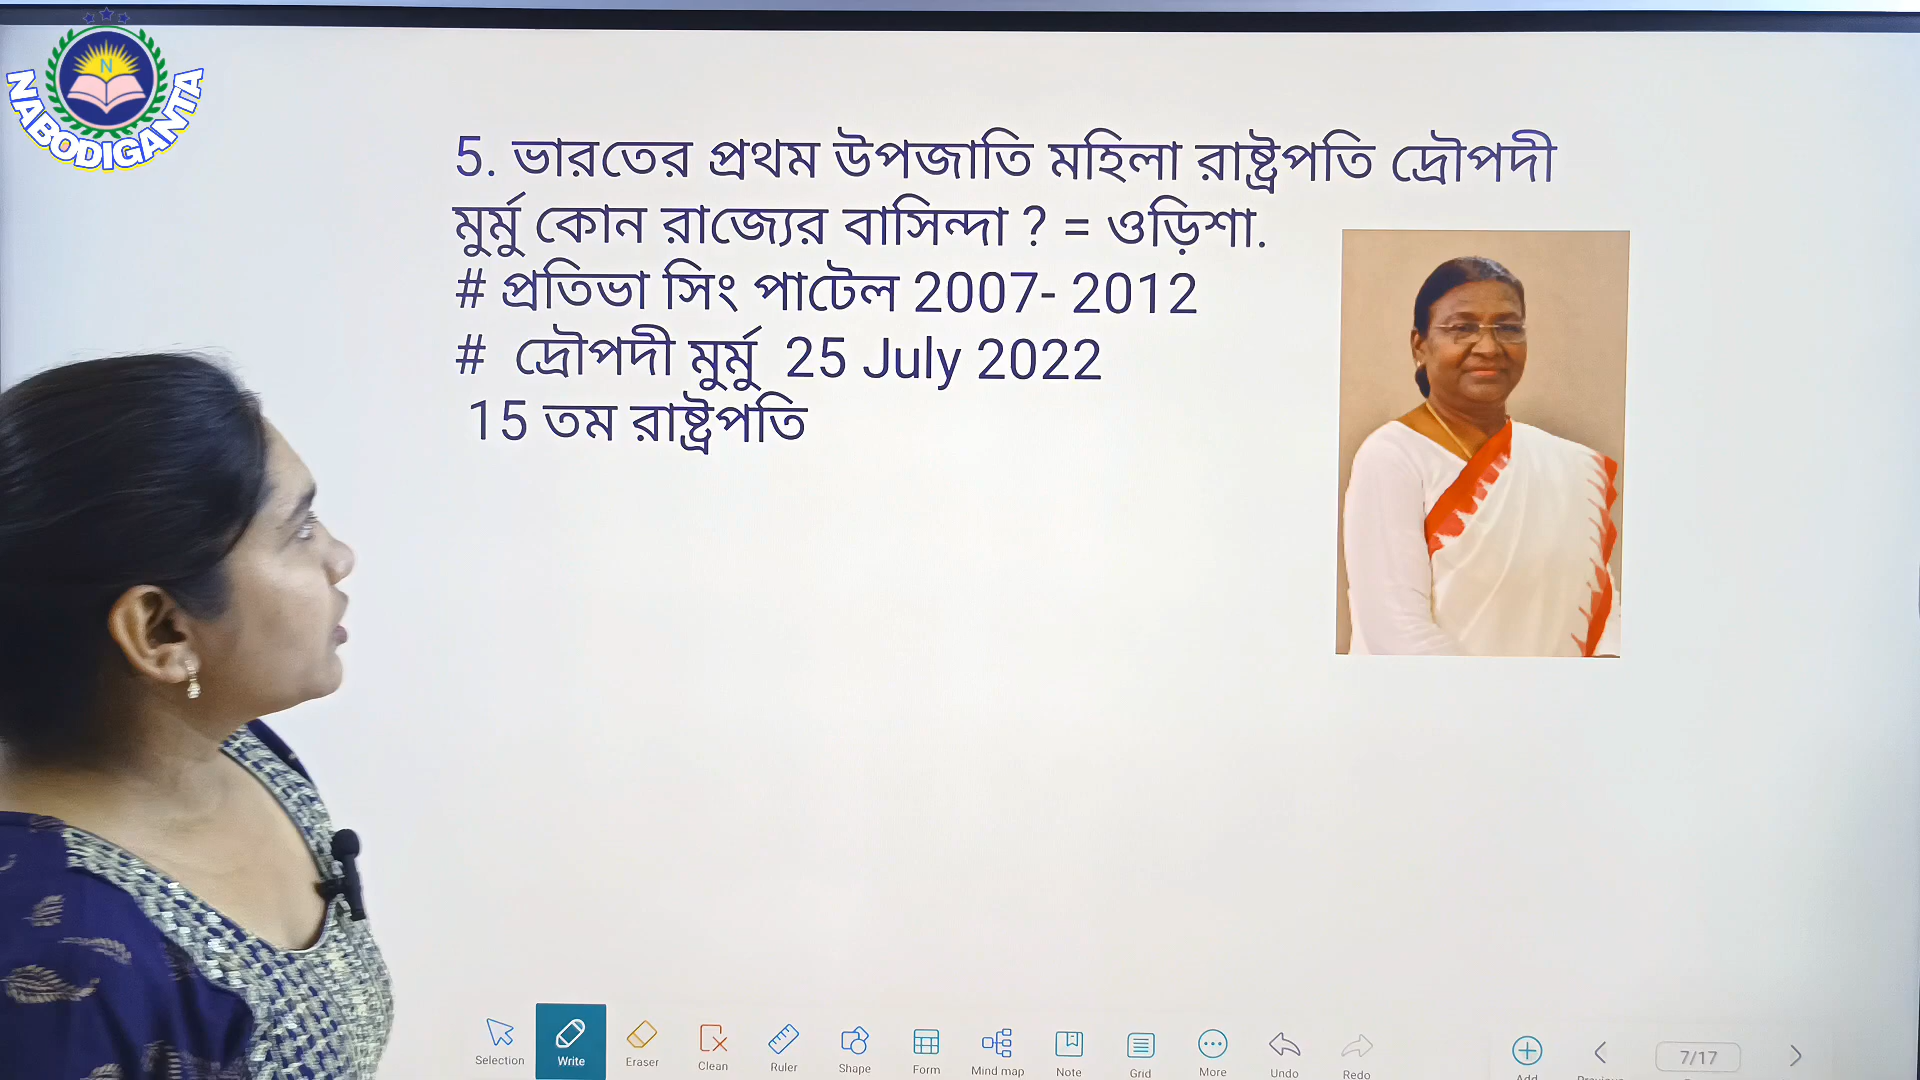 NABODIGANTA
N
5. ভারতের প্রথম উপজাতি মহিলা রাষ্ট্রপতি দ্রৌপদী
মুর্মু কোন রাজ্যের বাসিন্দা ? = ওড়িশা.
# প্রতিভা সিং পাটেল 2007- 2012
# দ্রৌপদী মুর্মু 25 July 2022
15 তম রাষ্ট্রপতি
Selection Write Eraser Clean Ruler Shape Form Mind map Note Grid More Undo Redo Add
7/17